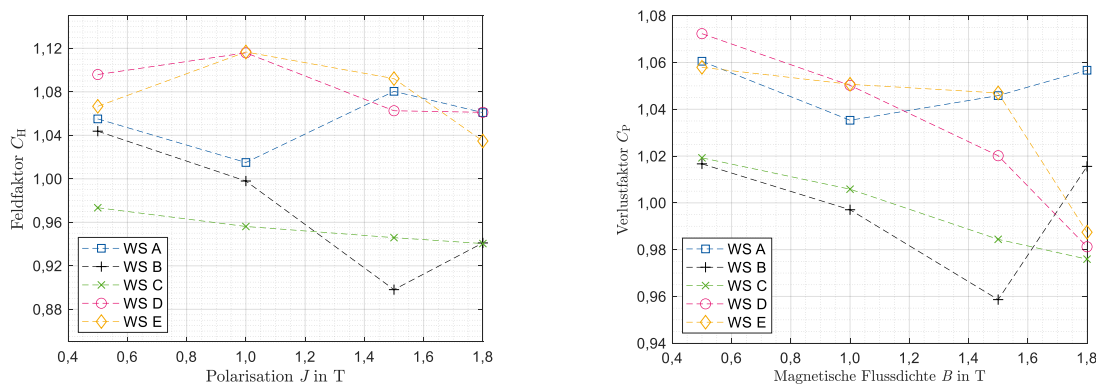 Feldfaktor C_H
1,12
1,08
1,04
1,00
0,96
0,92
0,88
WS A
WS B
WS C
WS D
WS E
0,4 0,6 0,8 1,0 1,2 1,4 1,6 1,8
Polarisation J in T
Verlustfaktor C_P
1,08
1,06
1,04
1,02
1,00
0,98
0,96
0,94
WS A
WS B
WS C
WS D
WS E
0,4 0,6 0,8 1,0 1,2 1,4 1,6 1,8
Magnetische Flussdichte B in T